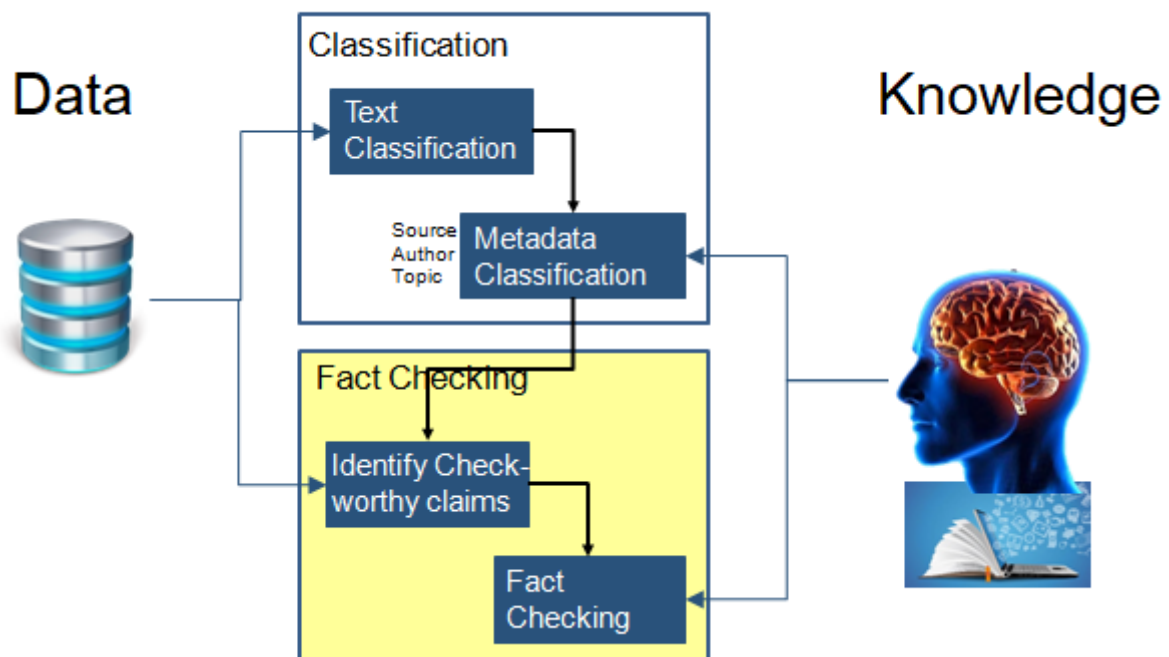 Data
Classification
Text
Classification
Source
Author
Topic
Metadata
Classification
Knowledge
Fact Checking
Identify Check-
worthy claims
Fact
Checking